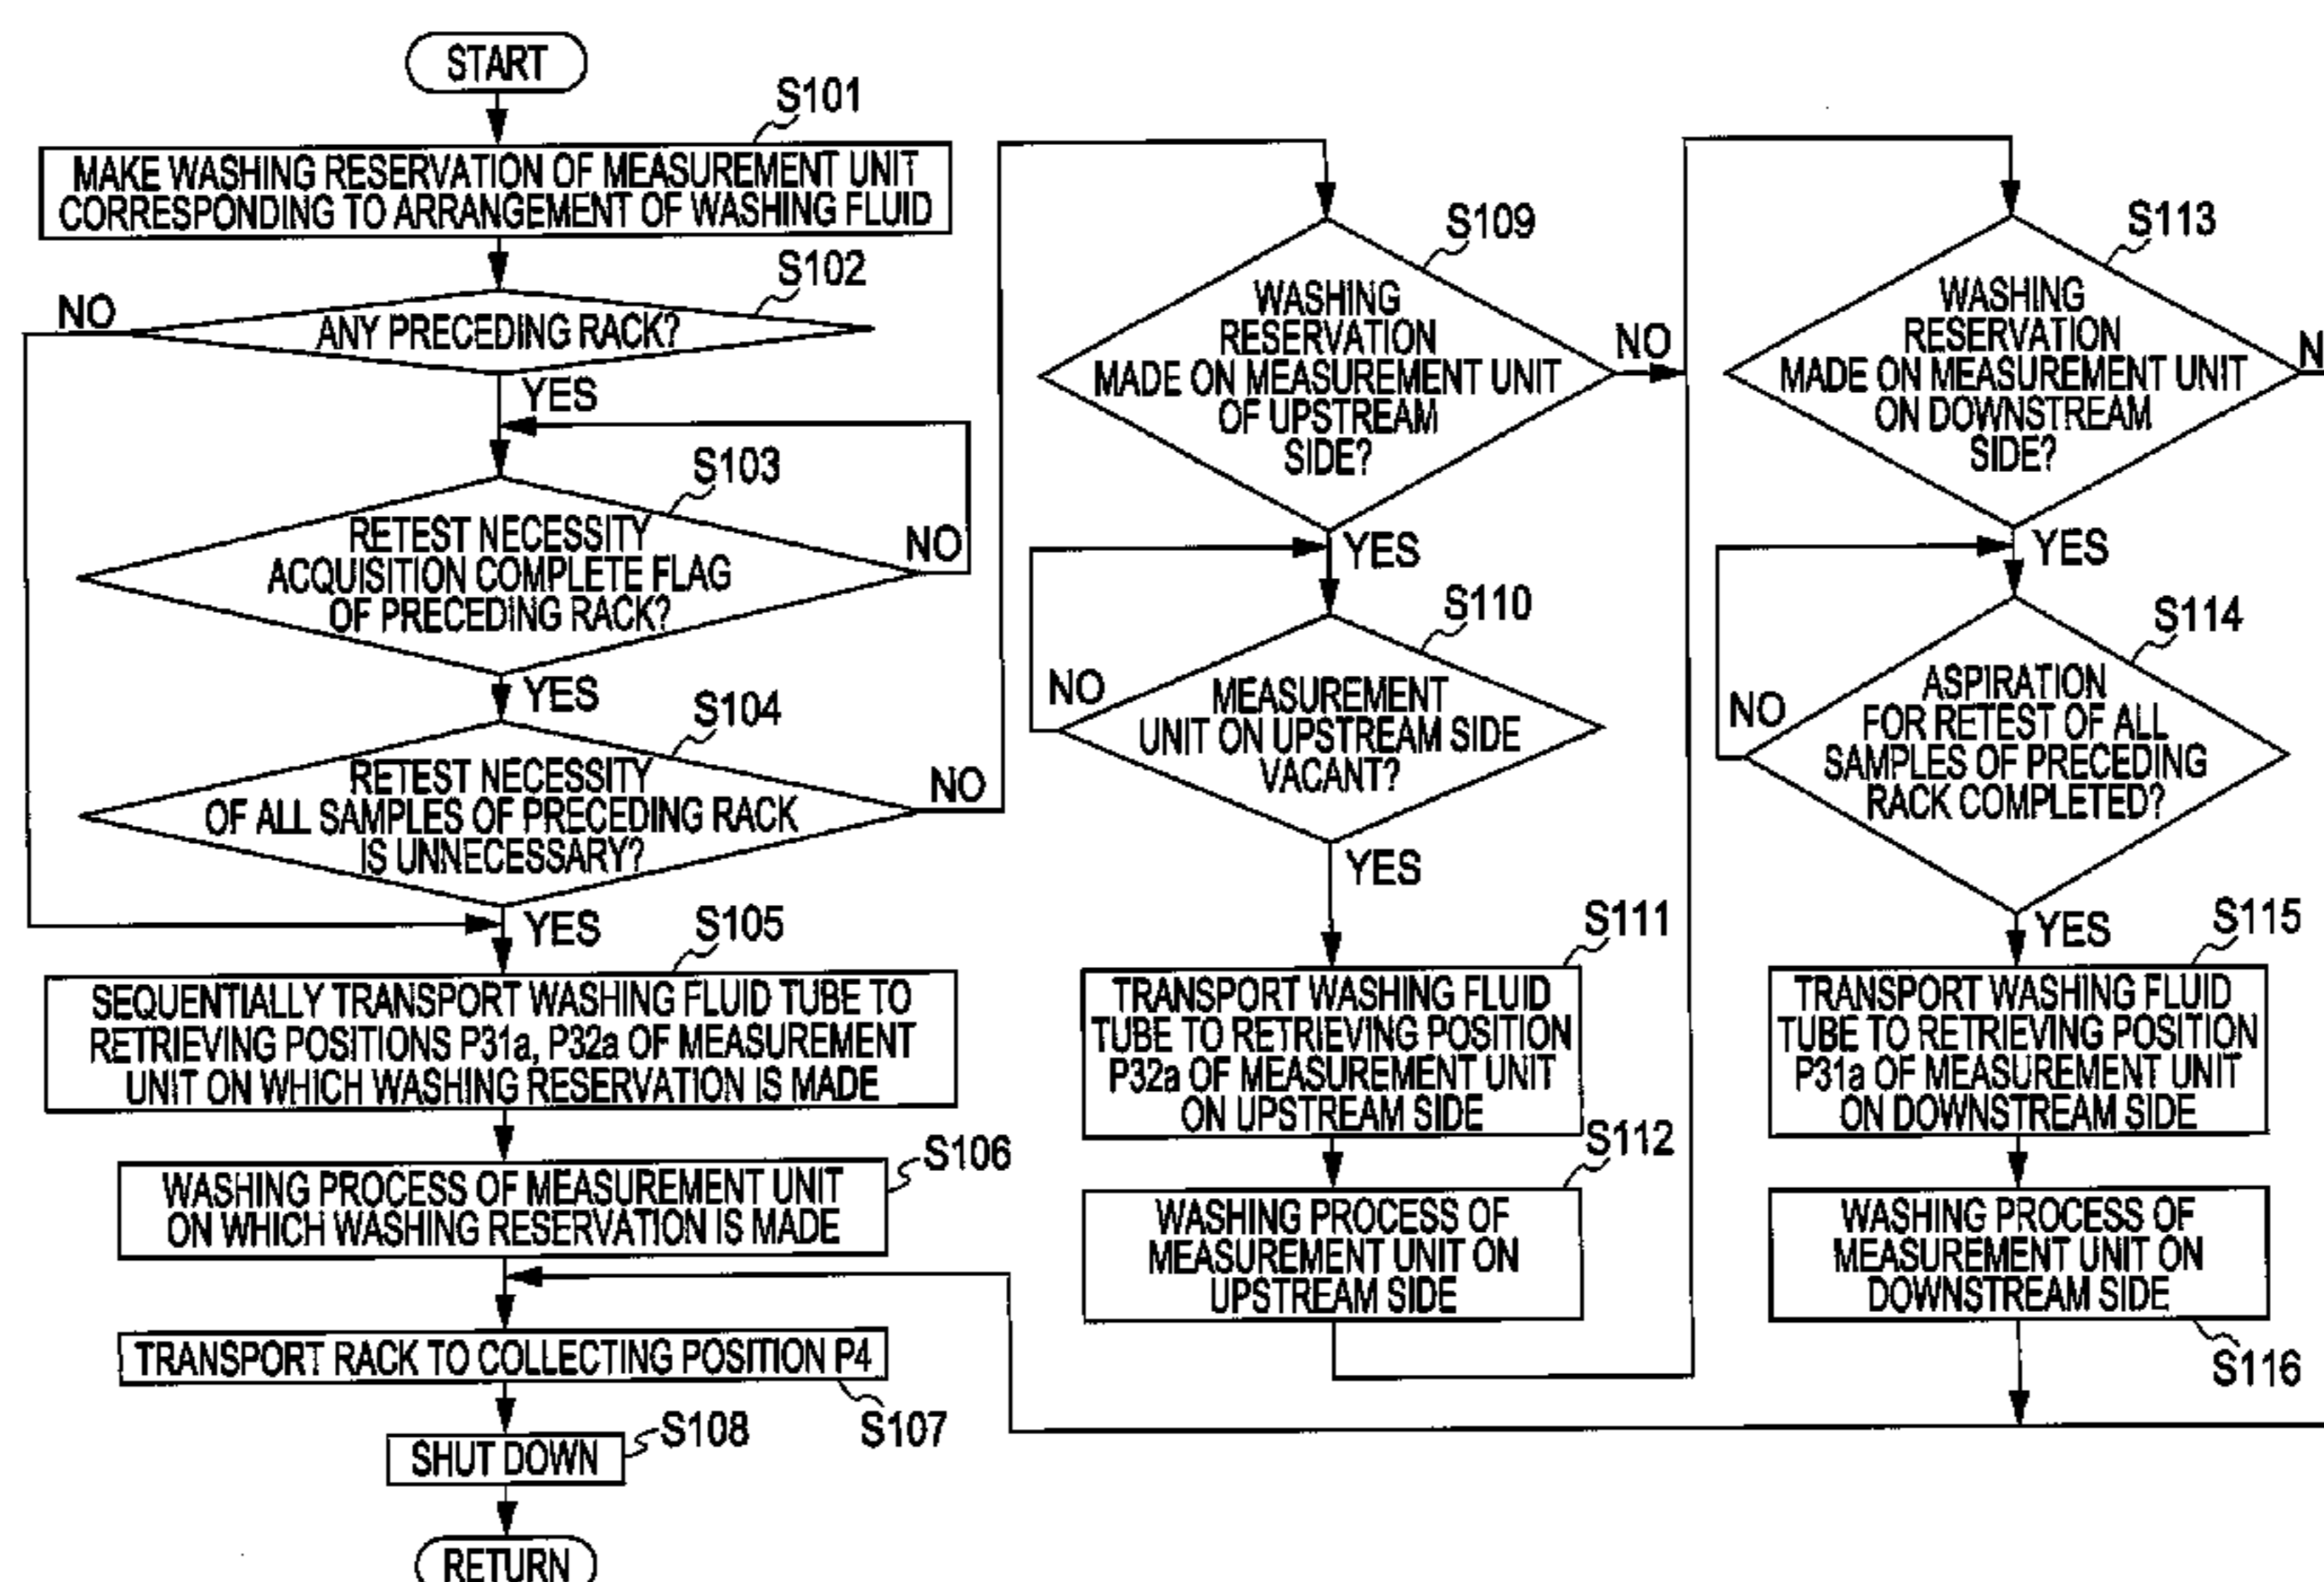 START
S101
MAKE WASHING RESERVATION OF MEASUREMENT UNIT
CORRESPONDING TO ARRANGEMENT OF WASHING FLUID
S102
NO
ANY PRECEDING RACK?
YES
S103
RETEST NECESSITY
ACQUISITION COMPLETE FLAG
OF PRECEDING RACK?
NO
YES
S104
RETEST NECESSITY
OF ALL SAMPLES OF PRECEDING RACK
IS UNNECESSARY?
NO
YES
S105
SEQUENTIALLY TRANSPORT WASHING FLUID TUBE TO
RETRIEVING POSITIONS P31a, P32a OF MEASUREMENT
UNIT ON WHICH WASHING RESERVATION IS MADE
S106
WASHING PROCESS OF MEASUREMENT UNIT
ON WHICH WASHING RESERVATION IS MADE
TRANSPORT RACK TO COLLECTING POSITION P4
S107
S108
SHUT DOWN
RETURN
S109
WASHING
RESERVATION
MADE ON MEASUREMENT UNIT
OF UPSTREAM
SIDE?
NO
YES
S110
NO
MEASUREMENT
UNIT ON UPSTREAM SIDE
VACANT?
YES
S111
TRANSPORT WASHING FLUID
TUBE TO RETRIEVING POSITION
P32a OF MEASUREMENT UNIT
ON UPSTREAM SIDE
S112
WASHING PROCESS OF
MEASUREMENT UNIT ON
UPSTREAM SIDE
S113
WASHING
RESERVATION
MADE ON MEASUREMENT UNIT
ON DOWNSTREAM
SIDE?
YES
S114
NO
ASPIRATION
FOR RETEST OF ALL
SAMPLES OF PRECEDING
RACK COMPLETED?
YES
S115
TRANSPORT WASHING FLUID
TUBE TO RETRIEVING POSITION
P31a OF MEASUREMENT UNIT
ON DOWNSTREAM SIDE
WASHING PROCESS OF
MEASUREMENT UNIT ON
DOWNSTREAM SIDE
S116